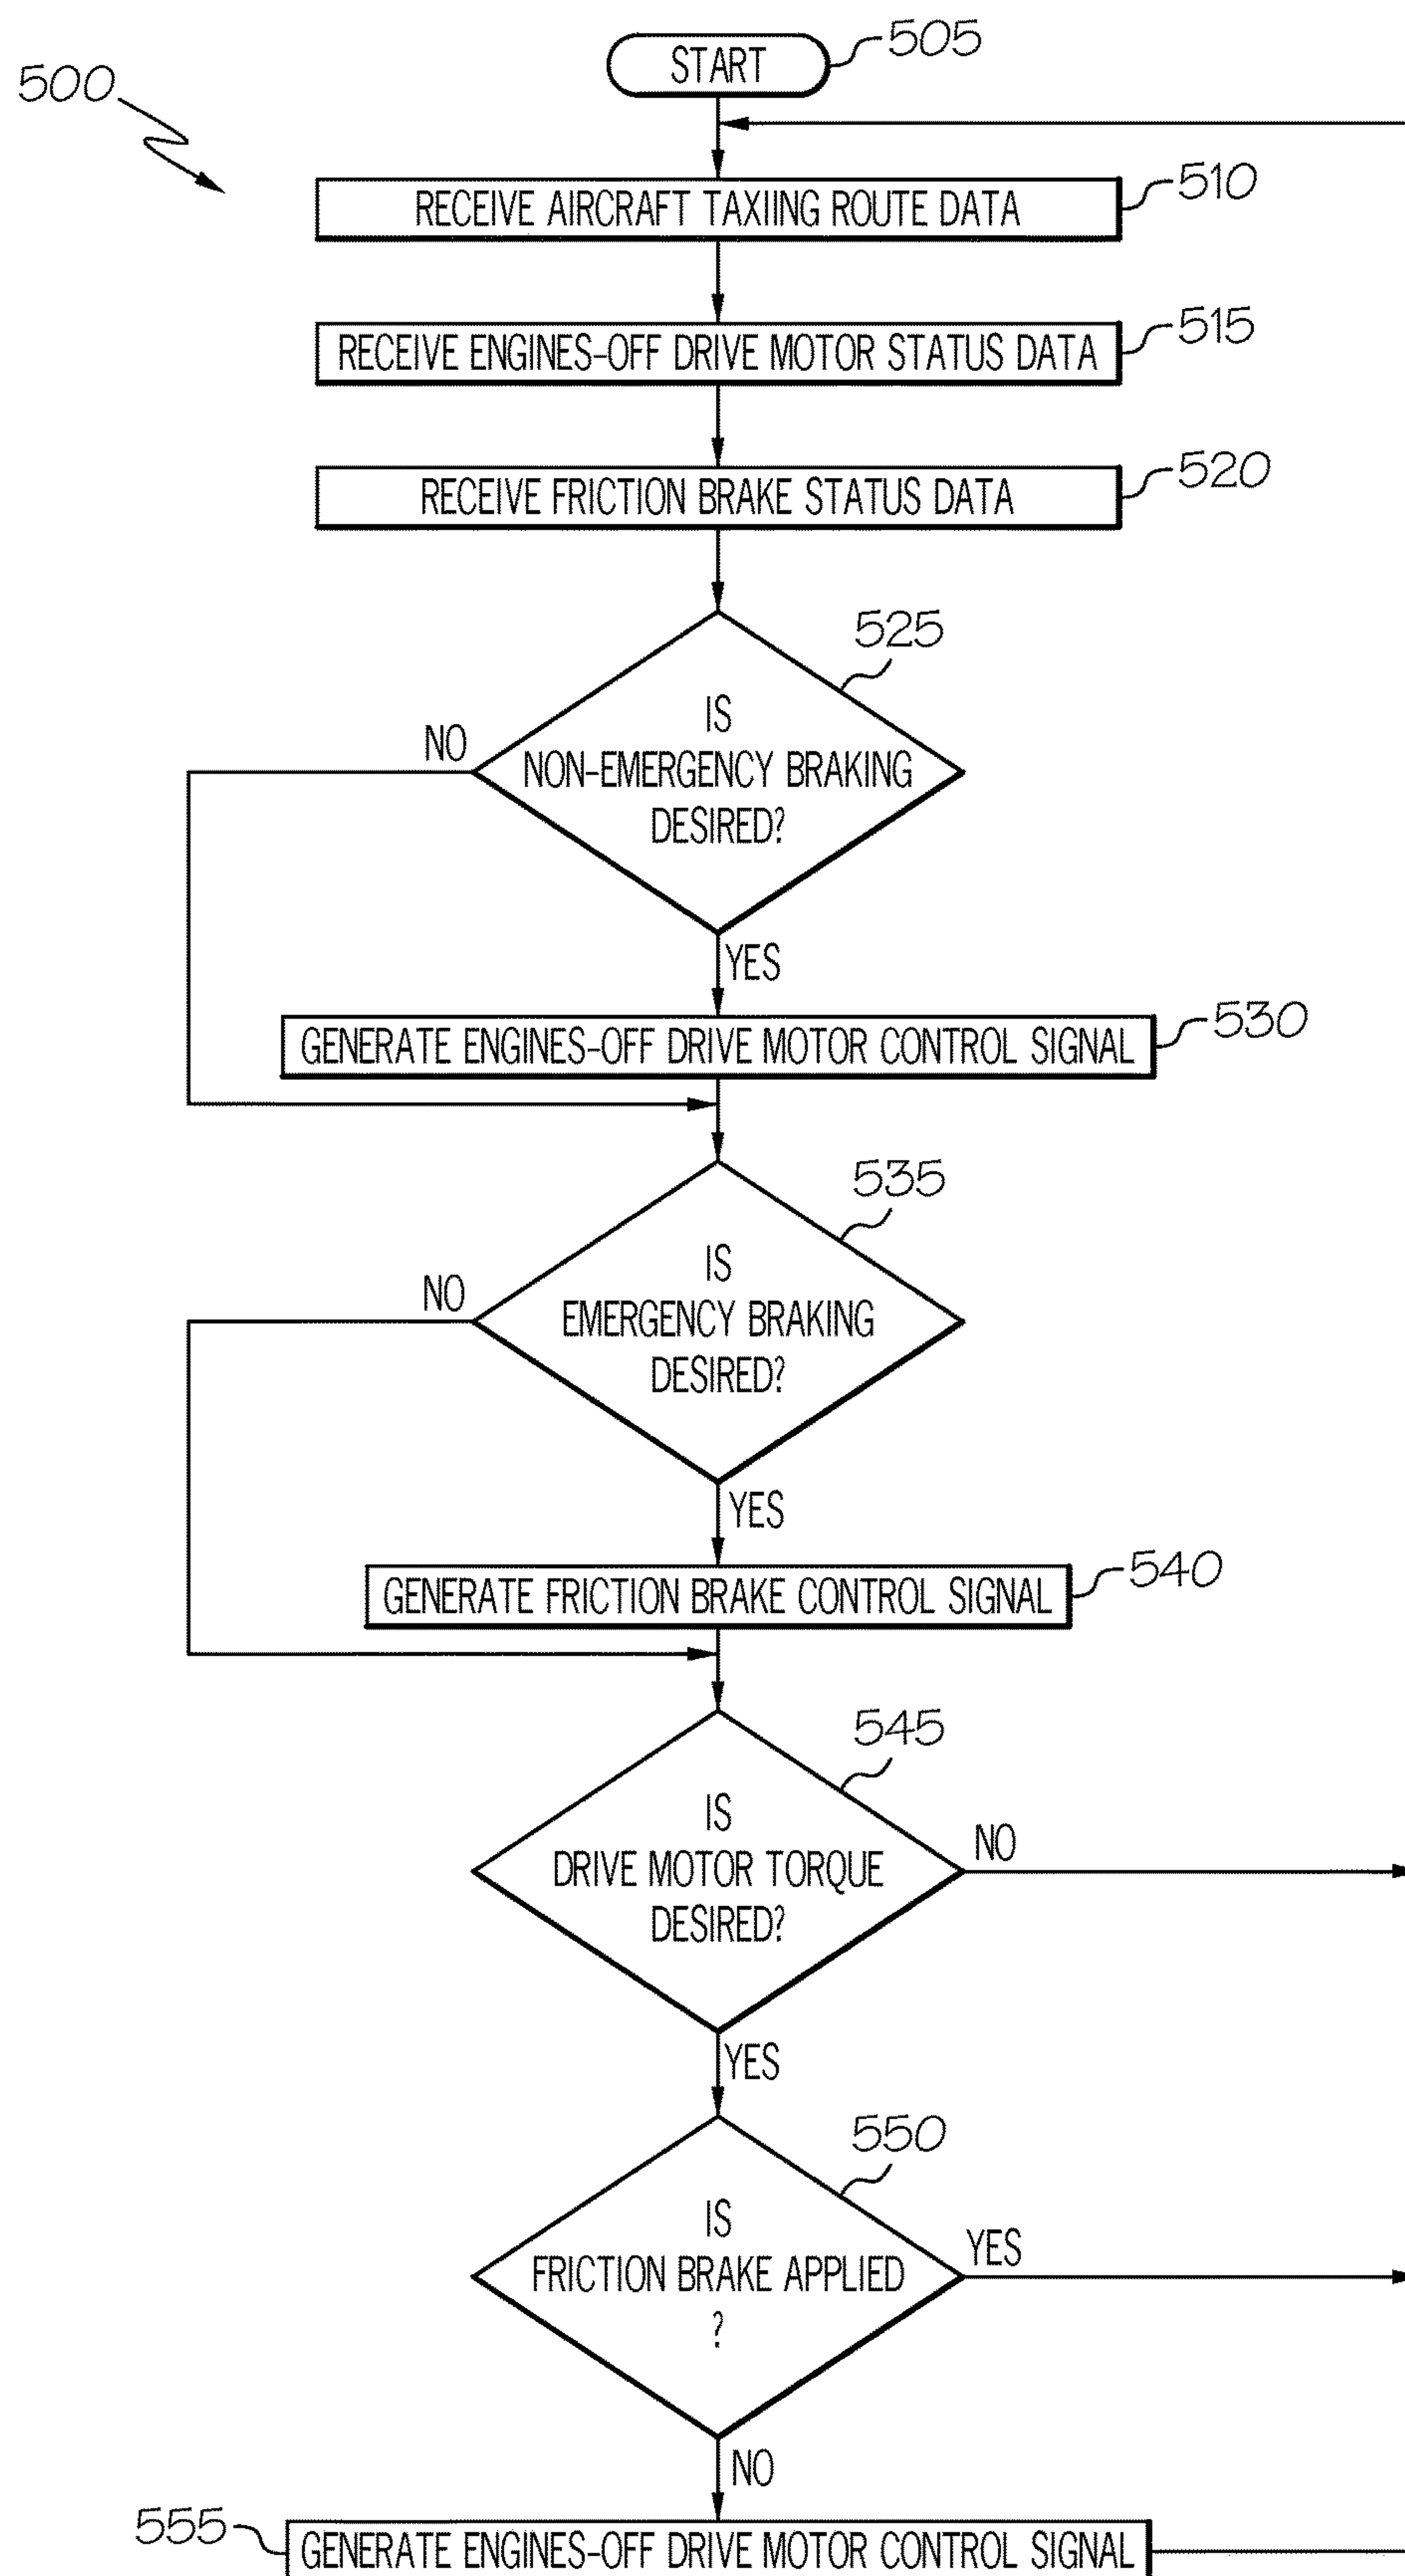 START
505
500
RECEIVE AIRCRAFT TAXIING ROUTE DATA
510
RECEIVE ENGINES-OFF DRIVE MOTOR STATUS DATA
515
RECEIVE FRICTION BRAKE STATUS DATA
520
525
IS
NON-EMERGENCY BRAKING
DESIRED?
NO
YES
GENERATE ENGINES-OFF DRIVE MOTOR CONTROL SIGNAL
530
535
IS
EMERGENCY BRAKING
DESIRED?
NO
YES
GENERATE FRICTION BRAKE CONTROL SIGNAL
540
545
IS
DRIVE MOTOR TORQUE
DESIRED?
NO
YES
550
IS
FRICTION BRAKE APPLIED
?
YES
NO
555
GENERATE ENGINES-OFF DRIVE MOTOR CONTROL SIGNAL